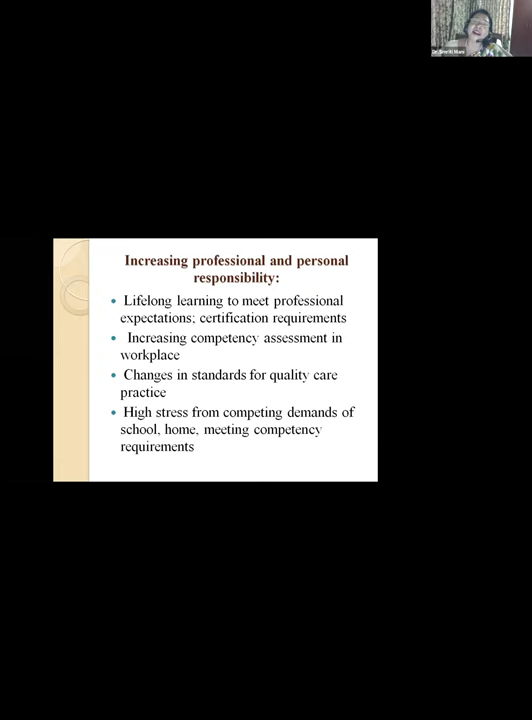 Increasing professional and personal
responsibility:
• Lifelong learning to meet professional
expectations; certification requirements
• Increasing competency assessment in
workplace
• Changes in standards for quality care
practice
• High stress from competing demands of
school, home, meeting competency
requirements